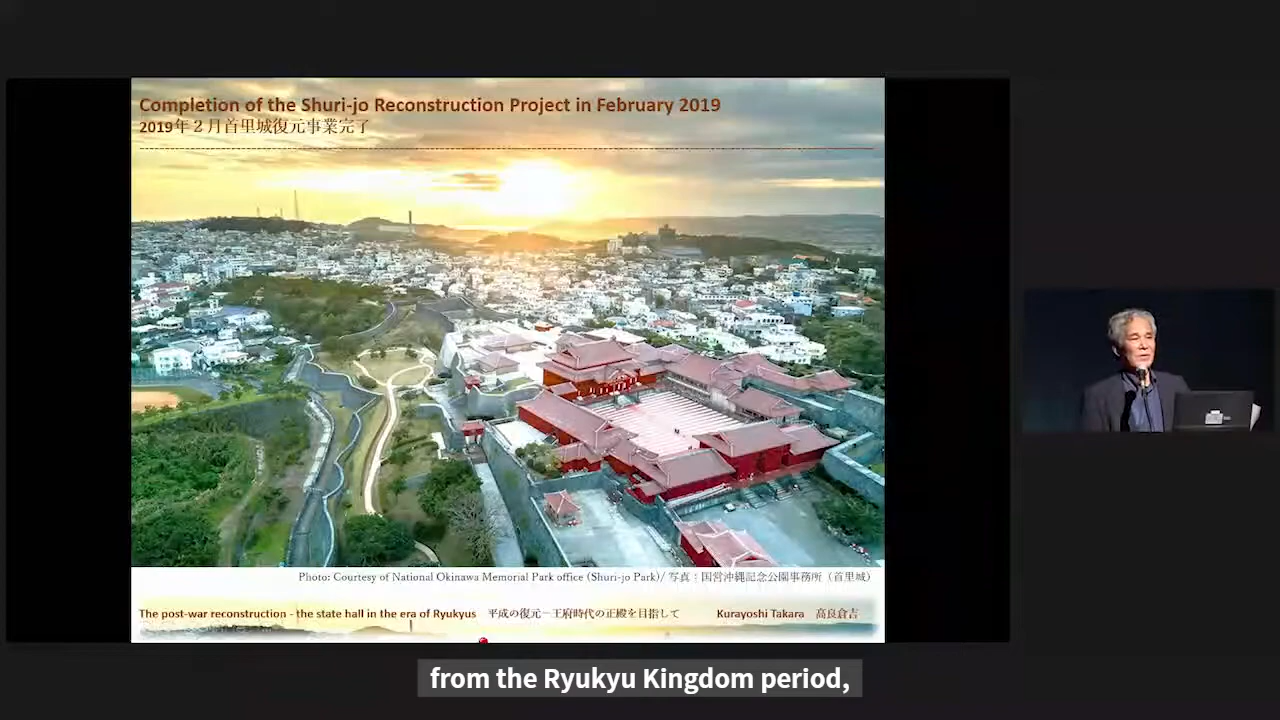 Completion of the Shuri-jo Reconstruction Project in February 2019
2019年２月首里城復元事業完了
Photo: Courtesy of National Okinawa Memorial Park office (Shuri-jo Park)/ 写真：国営沖縄記念公園事務所（首里城）
The post-war reconstruction - the state hall in the era of Ryukyus 平成の復元－王府時代の正殿を目指して Kurayoshi Takara 高良倉吉
from the Ryukyu Kingdom period,